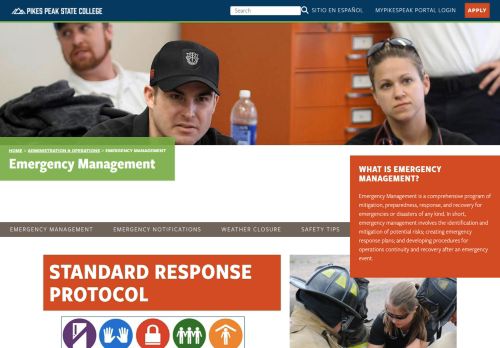 PIKES PEAK STATE COLLEGE
Search
SITIO EN ESPAÑOL
MYPIKESPEAK PORTAL LOGIN
APPLY
HOME > ADMINISTRATION & OPERATIONS > EMERGENCY MANAGEMENT
Emergency Management
WHAT IS EMERGENCY
MANAGEMENT?
Emergency Management is a comprehensive program of
mitigation, preparedness, response, and recovery for
emergencies or disasters of any kind. In short,
emergency management involves the identification and
mitigation of potential risks; creating emergency
response plans; and developing procedures for
operations continuity and recovery after an emergency
event.
EMERGENCY MANAGEMENT
EMERGENCY NOTIFICATIONS
WEATHER CLOSURE
SAFETY TIPS
STANDARD RESPONSE
PROTOCOL